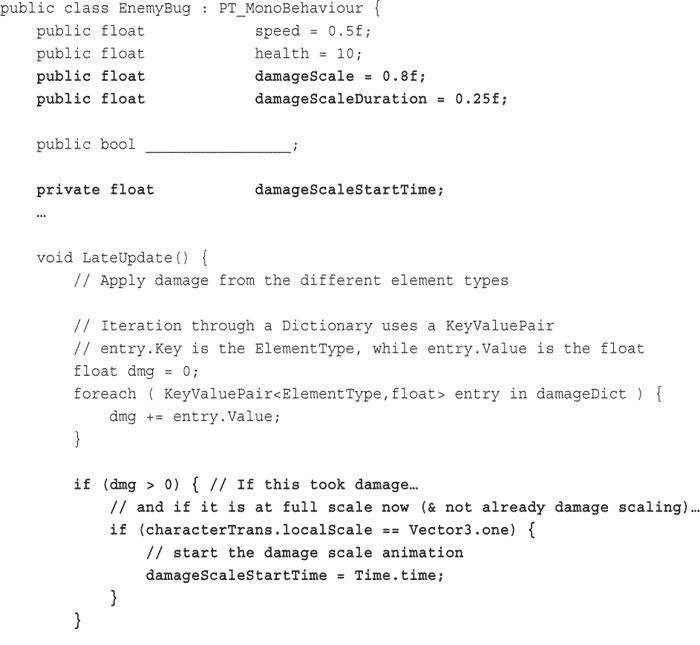 public class EnemyBug : PT_MonoBehaviour {
    public float            speed = 0.5f;
    public float            health = 10;
    public float            damageScale = 0.8f;
    public float            damageScaleDuration = 0.25f;

    public bool ________________;

    private float           damageScaleStartTime;
    …

    void LateUpdate() {
        // Apply damage from the different element types

        // Iteration through a Dictionary uses a KeyValuePair
        // entry.Key is the ElementType, while entry.Value is the float
        float dmg = 0;
        foreach ( KeyValuePair<ElementType,float> entry in damageDict ) {
            dmg += entry.Value;
        }

        if (dmg > 0) { // If this took damage…
            // and if it is at full scale now (& not already damage scaling)…
            if (characterTrans.localScale == Vector3.one) {
                // start the damage scale animation
                damageScaleStartTime = Time.time;
            }
        }